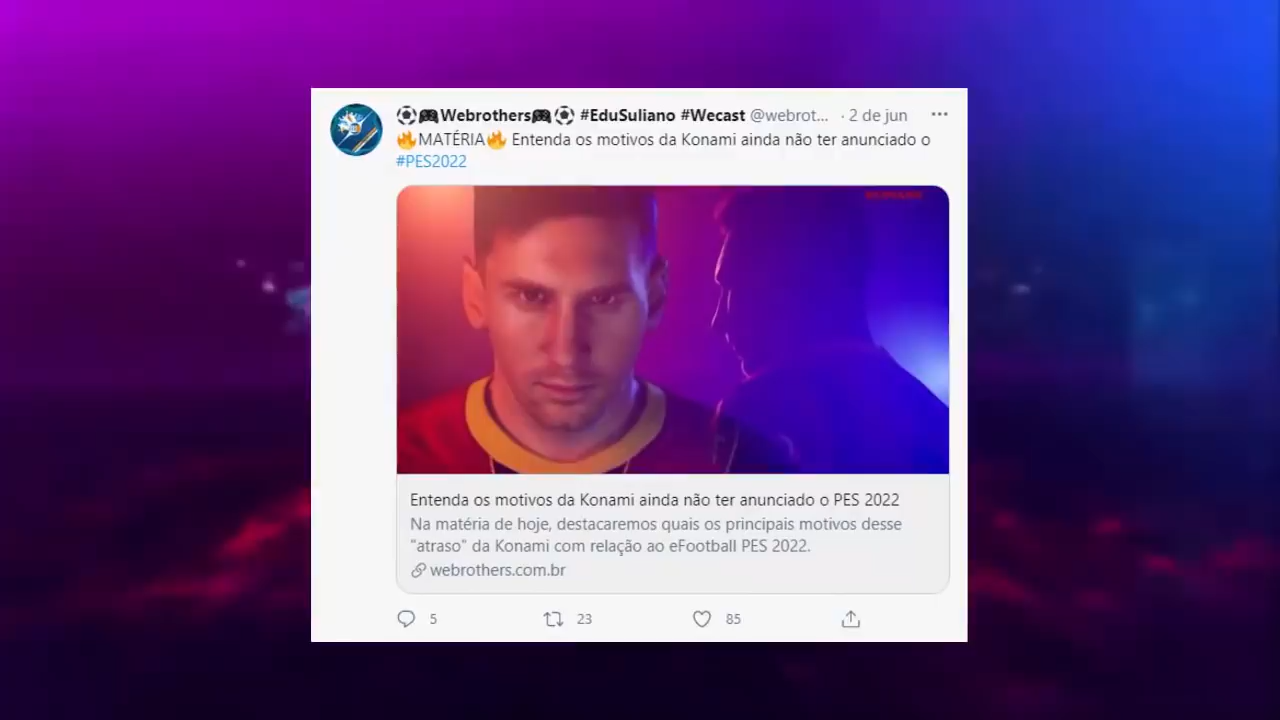 ⚽🎮Webrothers🎮⚽ #EduSuliano #Wecast @webrot... · 2 de jun
🔥MATÉRIA🔥 Entenda os motivos da Konami ainda não ter anunciado o
#PES2022
Entenda os motivos da Konami ainda não ter anunciado o PES 2022
Na matéria de hoje, destacaremos quais os principais motivos desse
"atraso" da Konami com relação ao eFootball PES 2022.
webrothers.com.br
5 23 85